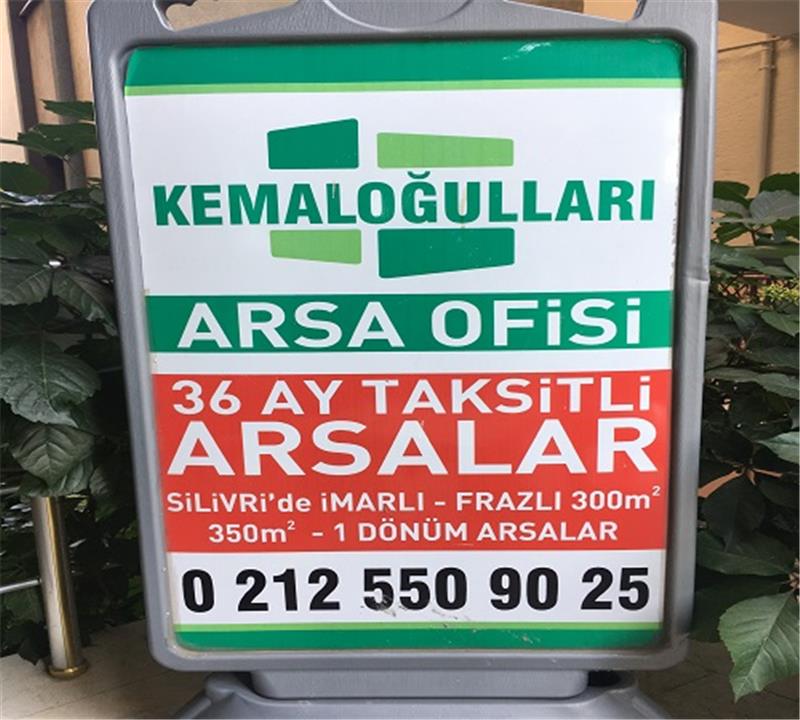 KEMALOĞULLARI
ARSA OFiSi
36 AY TAKSiTLi
ARSALAR
SiLiVRi'de iMARLI - FRAZLI 300m²
350m² - 1 DÖNÜM ARSALAR
0 212 550 90 25